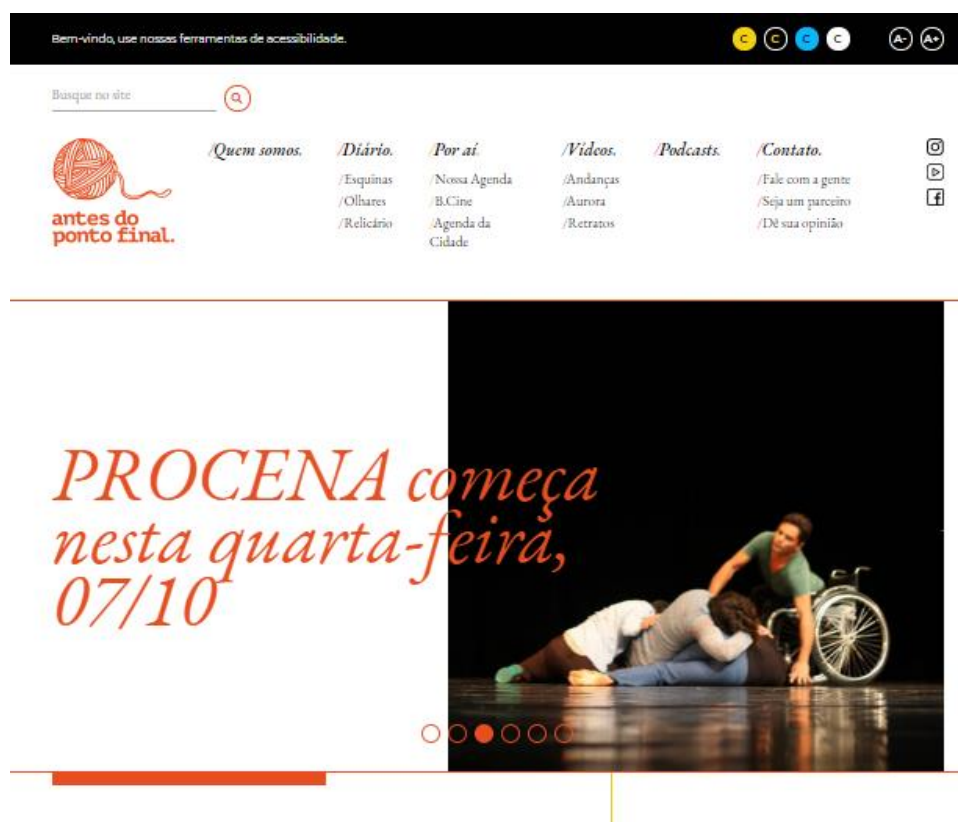 Bem-vindo, use nossas ferramentas de acessibilidade.
C C C C A- A+
Busque no site
antes do
ponto final.
/Quem somos.
/Diário.
/Esquinas
/Olhares
/Relicário
/Por aí.
/Nossa Agenda
/B.Cine
/Agenda da
Cidade
/Vídeos.
/Andanças
/Aurora
/Retratos
/Podcasts.
/Contato.
/Fale com a gente
/Seja um parceiro
/Dê sua opinião
PROCENA começa
nesta quarta-feira,
07/10